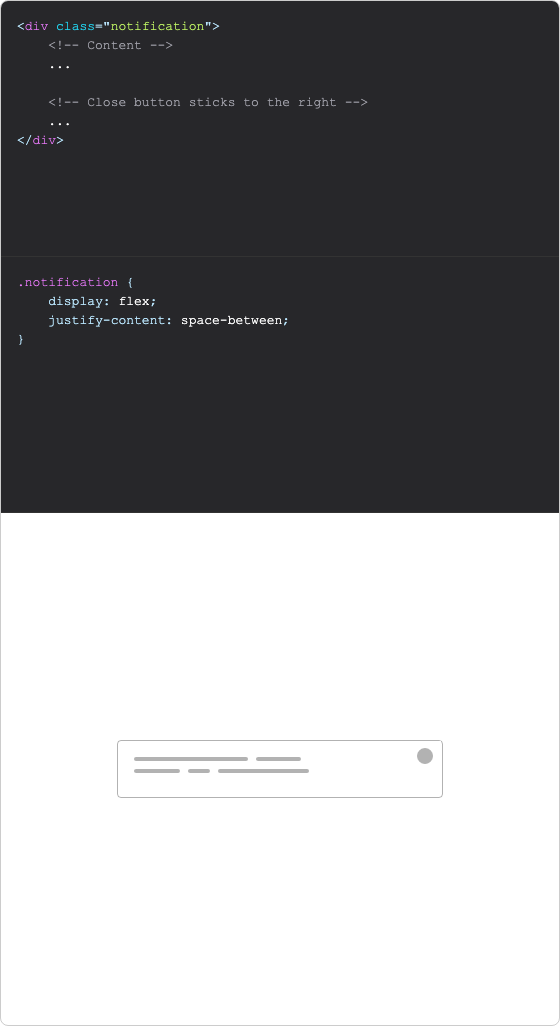 <div class="notification">
    <!-- Content -->
    ...
    <!-- Close button sticks to the right -->
    ...
</div>
.notification {
    display: flex;
    justify-content: space-between;
}